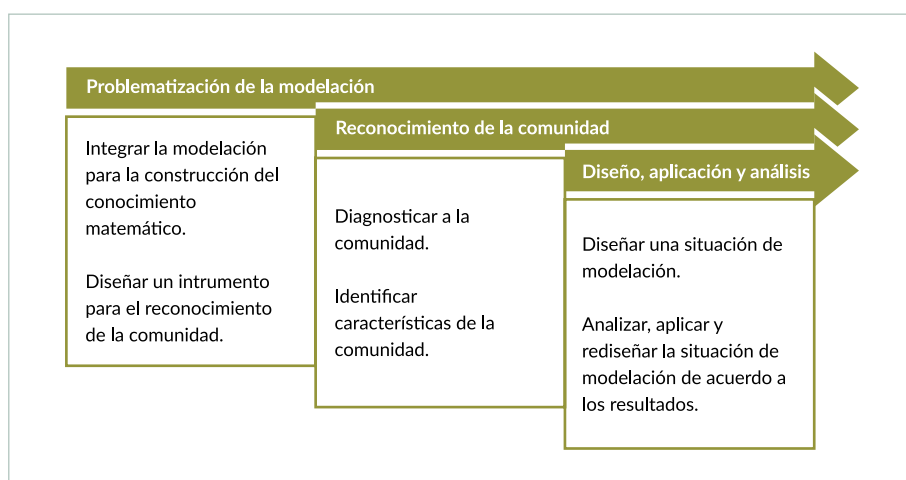 Problematización de la modelación
Integrar la modelación
para la construcción del
conocimiento
matemático.
Diseñar un intrumento
para el reconocimiento
de la comunidad.
Reconocimiento de la comunidad
Diagnosticar a la
comunidad.
Identificar
características de la
comunidad.
Diseño, aplicación y análisis
Diseñar una situación de
modelación.
Analizar, aplicar y
rediseñar la situación de
modelación de acuerdo a
los resultados.